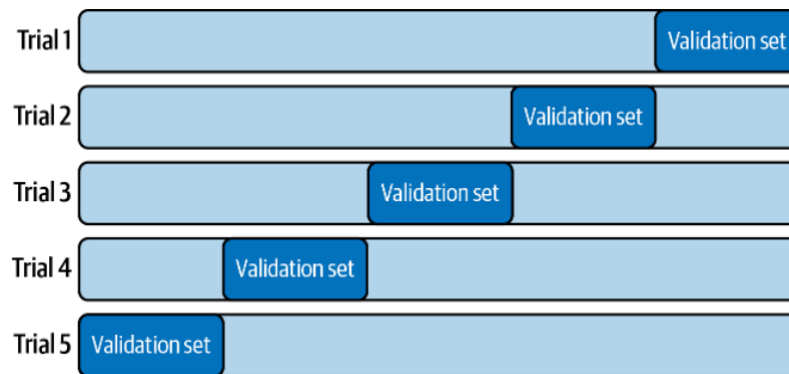 Trial 1 Validation set
Trial 2 Validation set
Trial 3 Validation set
Trial 4 Validation set
Trial 5 Validation set